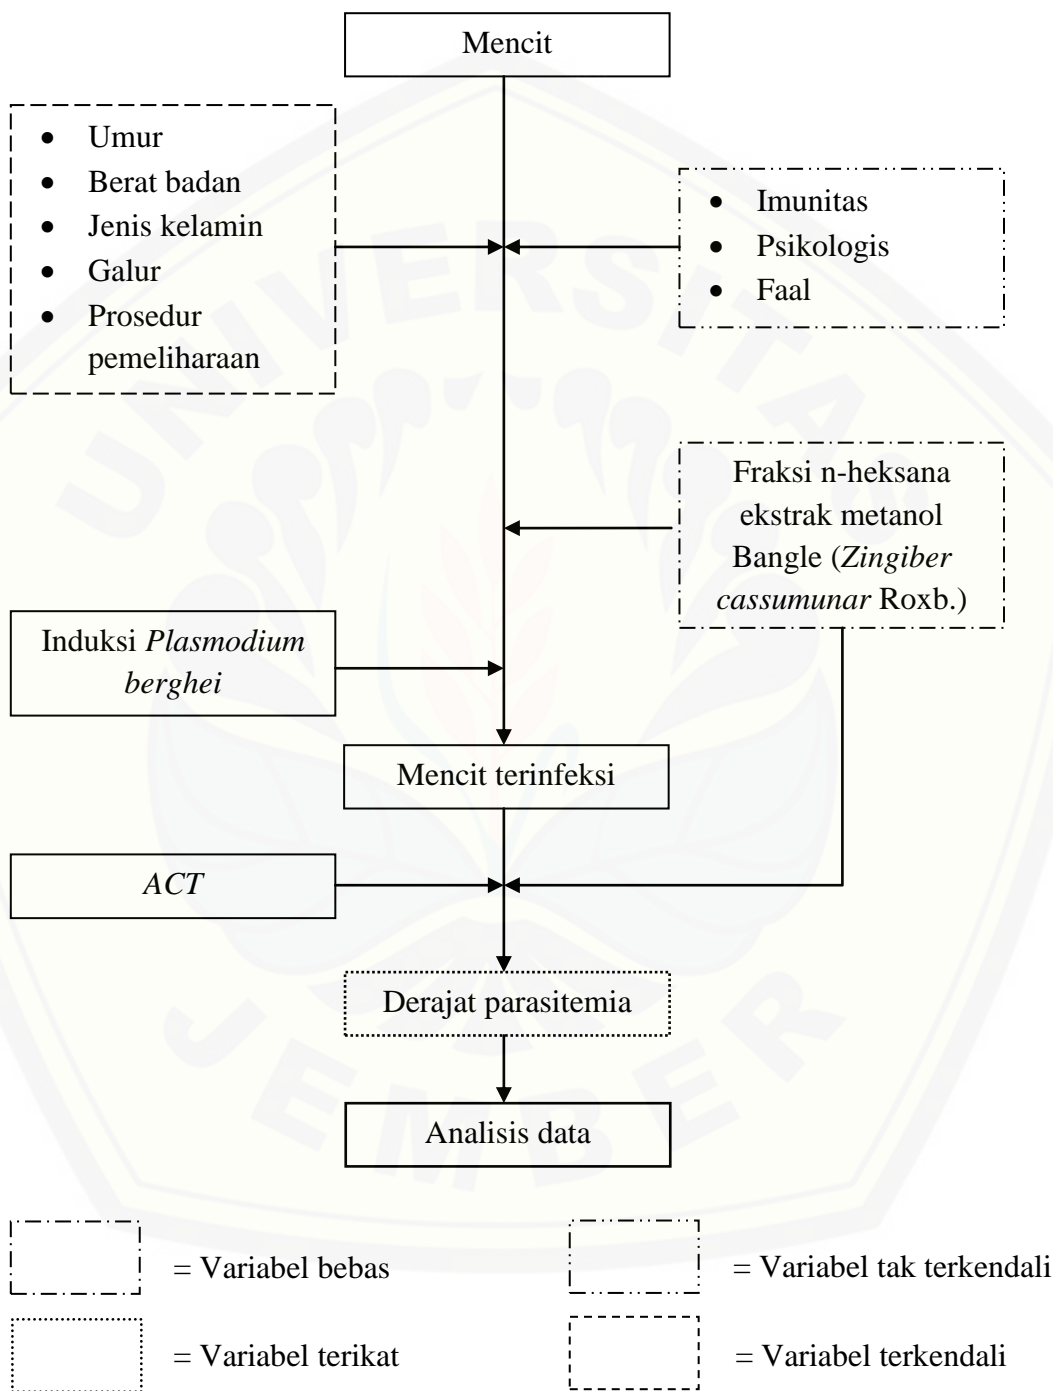 Mencit
• Umur
• Berat badan
• Jenis kelamin
• Galur
• Prosedur
pemeliharaan
• Imunitas
• Psikologis
• Faal
Fraksi n-heksana
ekstrak metanol
Bangle (Zingiber
cassumunar Roxb.)
Induksi Plasmodium
berghei
Mencit terinfeksi
ACT
Derajat parasitemia
Analisis data
= Variabel bebas
= Variabel tak terkendali
= Variabel terikat
= Variabel terkendali
UNIVERSITAS
JEMBER